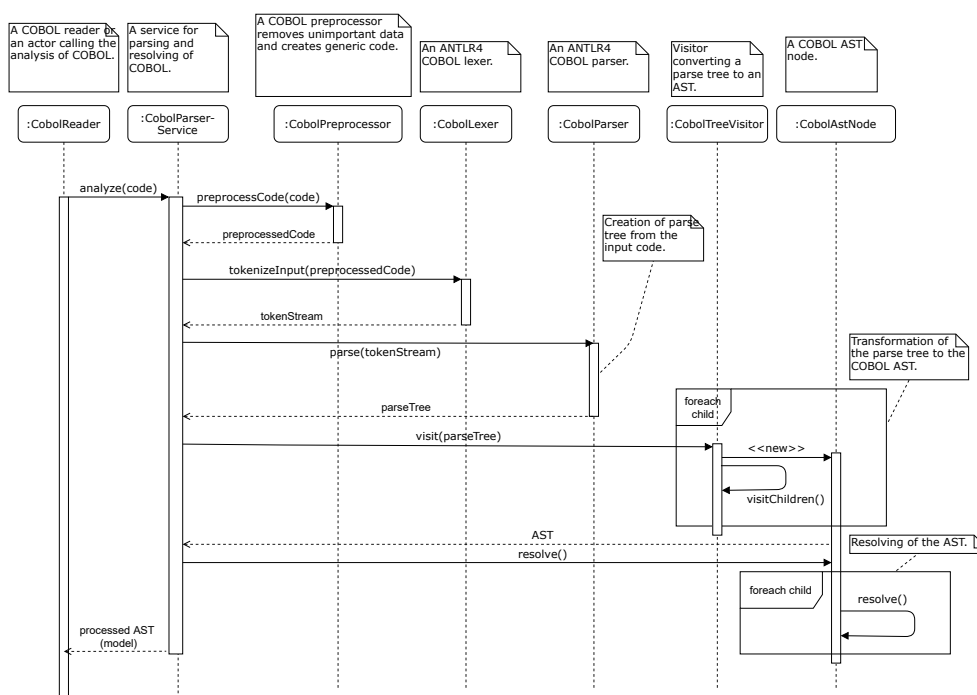 A COBOL reader or
an actor calling the
analysis of COBOL.
A service for
parsing and
resolving of
COBOL.
A COBOL preprocessor
removes unimportant data
and creates generic code.
An ANTLR4
COBOL lexer.
An ANTLR4
COBOL parser.
Visitor
converting a
parse tree to an
AST.
A COBOL AST
node.
:CobolReader
:CobolParser-
Service
:CobolPreprocessor
:CobolLexer
:CobolParser
:CobolTreeVisitor
:CobolAstNode
analyze(code)
preprocessCode(code)
preprocessedCode
Creation of parse
tree from the
input code.
tokenizeInput(preprocessedCode)
tokenStream
parse(tokenStream)
Transformation of
the parse tree to the
COBOL AST.
parseTree
foreach
child
visit(parseTree)
<<new>>
visitChildren()
AST
Resolving of the AST.
resolve()
foreach child
resolve()
processed AST
(model)